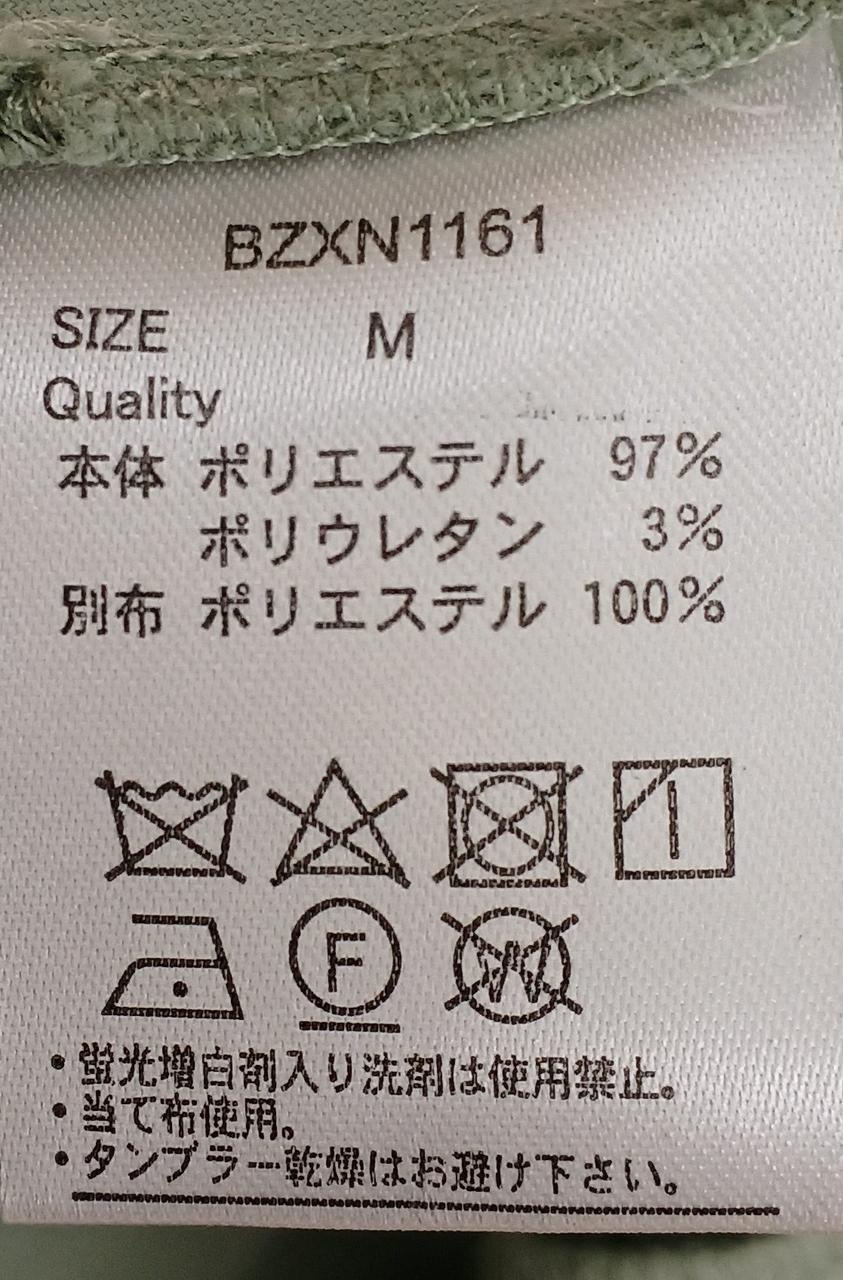 BZXN1161
SIZE M
Quality
本体 ポリエステル 97%
ポリウレタン 3%
別布 ポリエステル 100%
F W
・蛍光増白剤入り洗剤は使用禁止。
・当て布使用。
・タンブラー乾燥はお避け下さい。